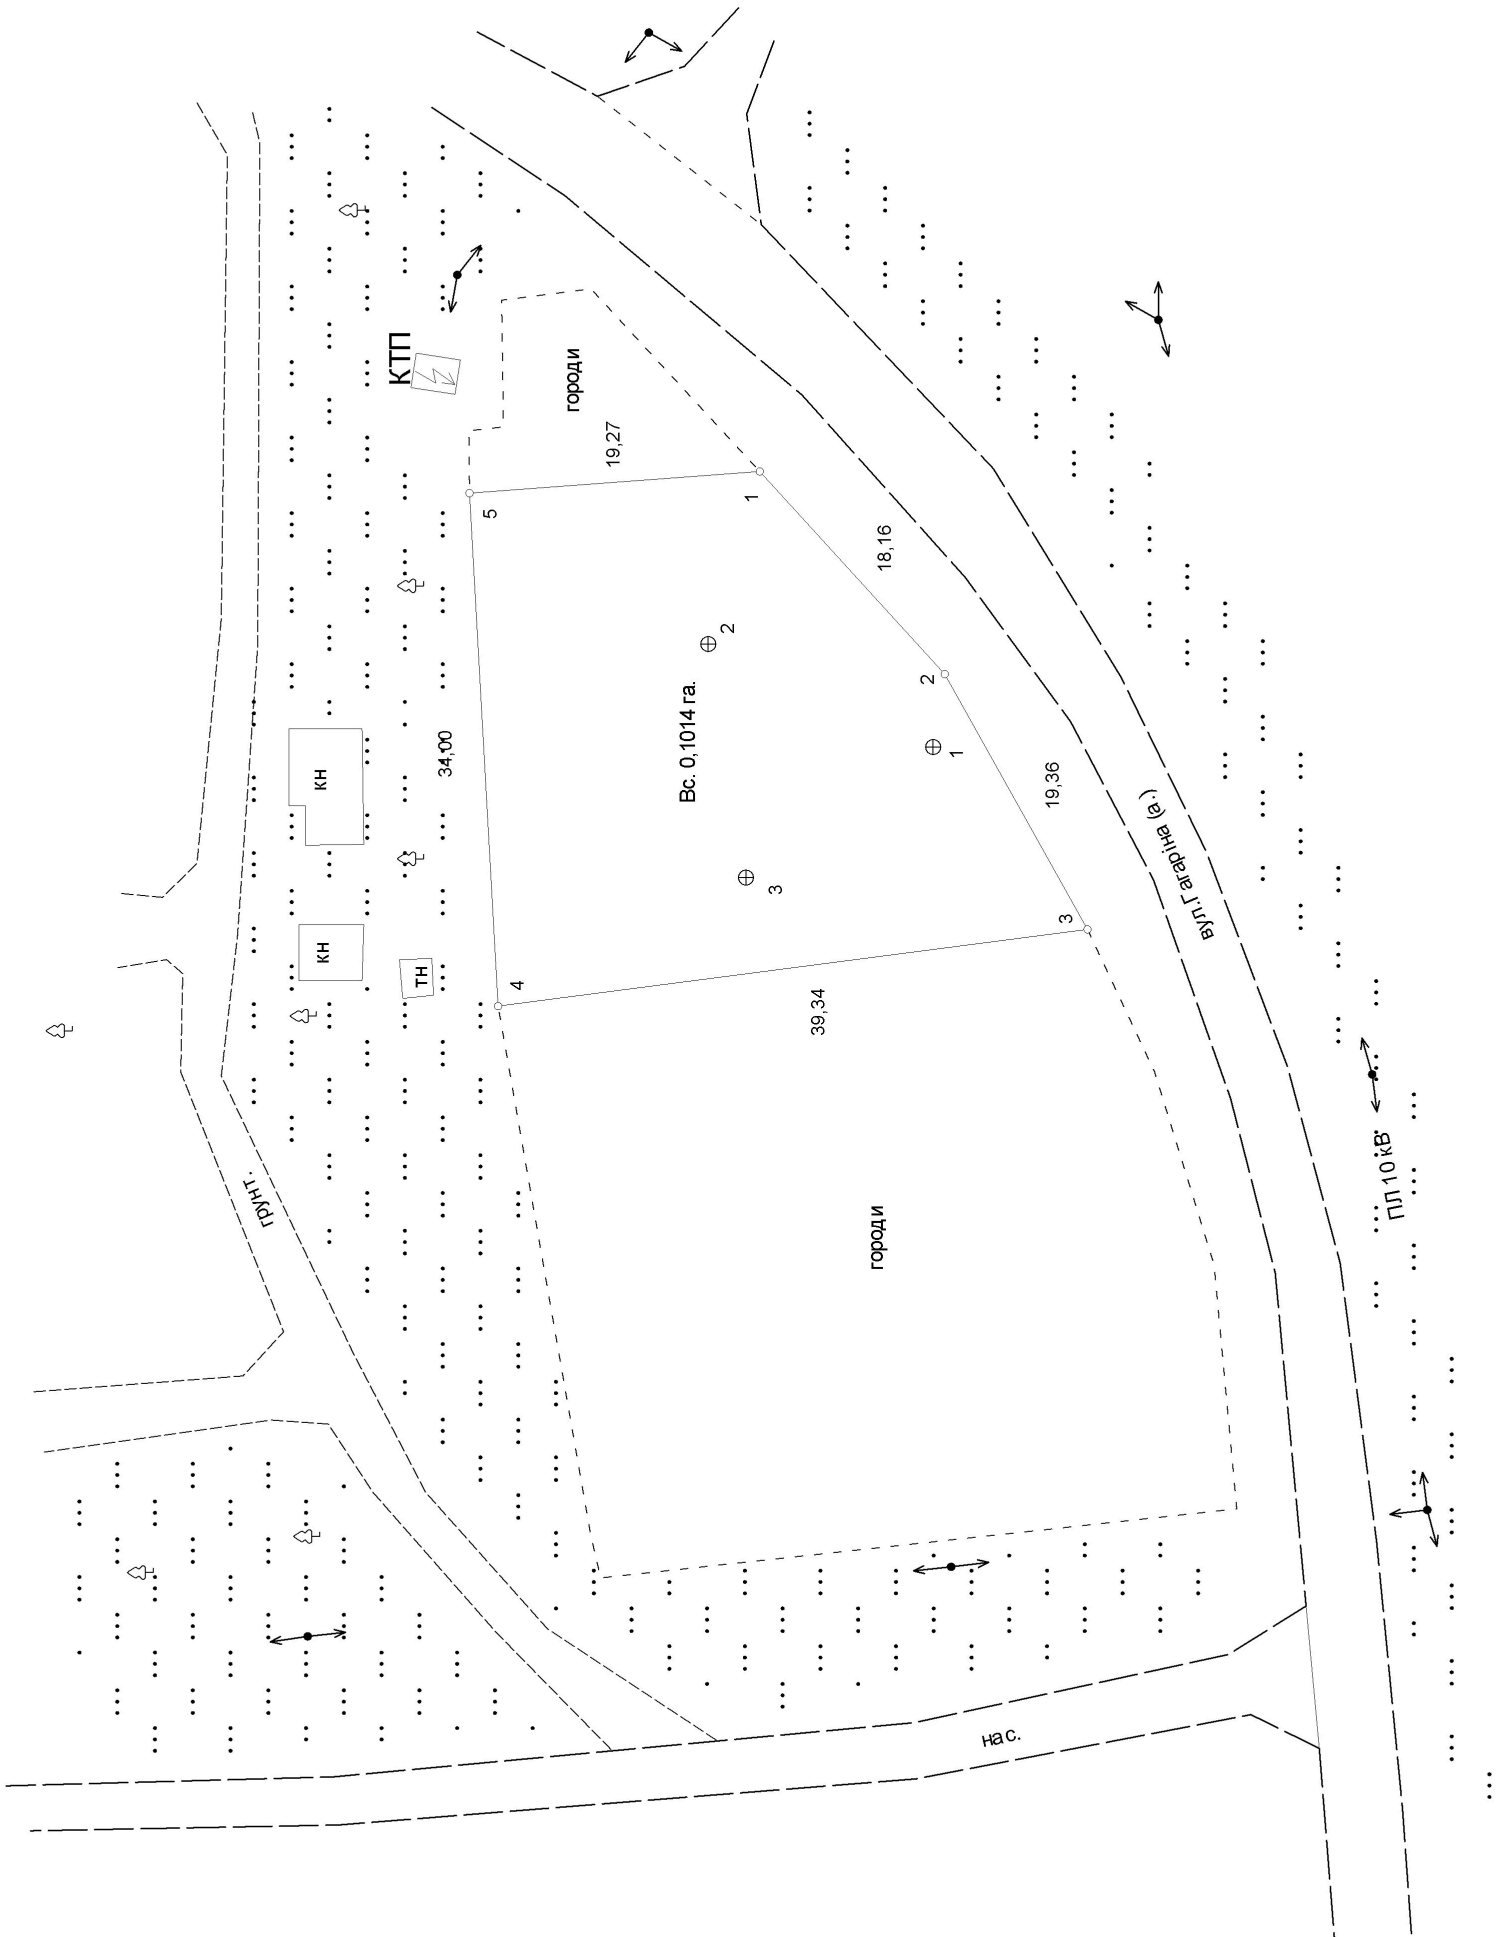 КТП
городи
19,27
5
1
18,16
2
2
34,00
Вс. 0,1014 га.
кн
1
19,36
вул.Гагаріна (а.)
3
3
кн
тн
4
39,34
грунт.
городи
ПЛ 10 кВ
нас.